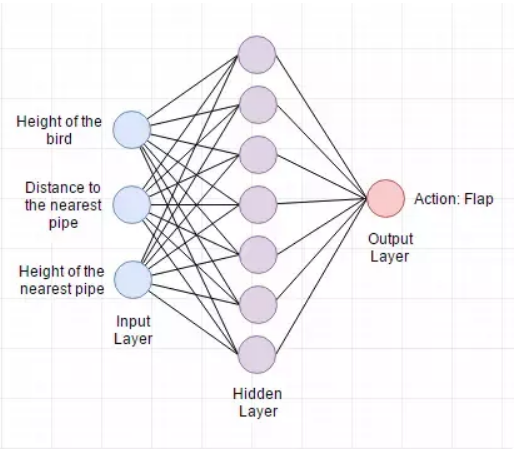 Height of the
bird
Distance to
the nearest
pipe
Height of the
nearest pipe
Input
Layer
Hidden
Layer
Action: Flap
Output
Layer